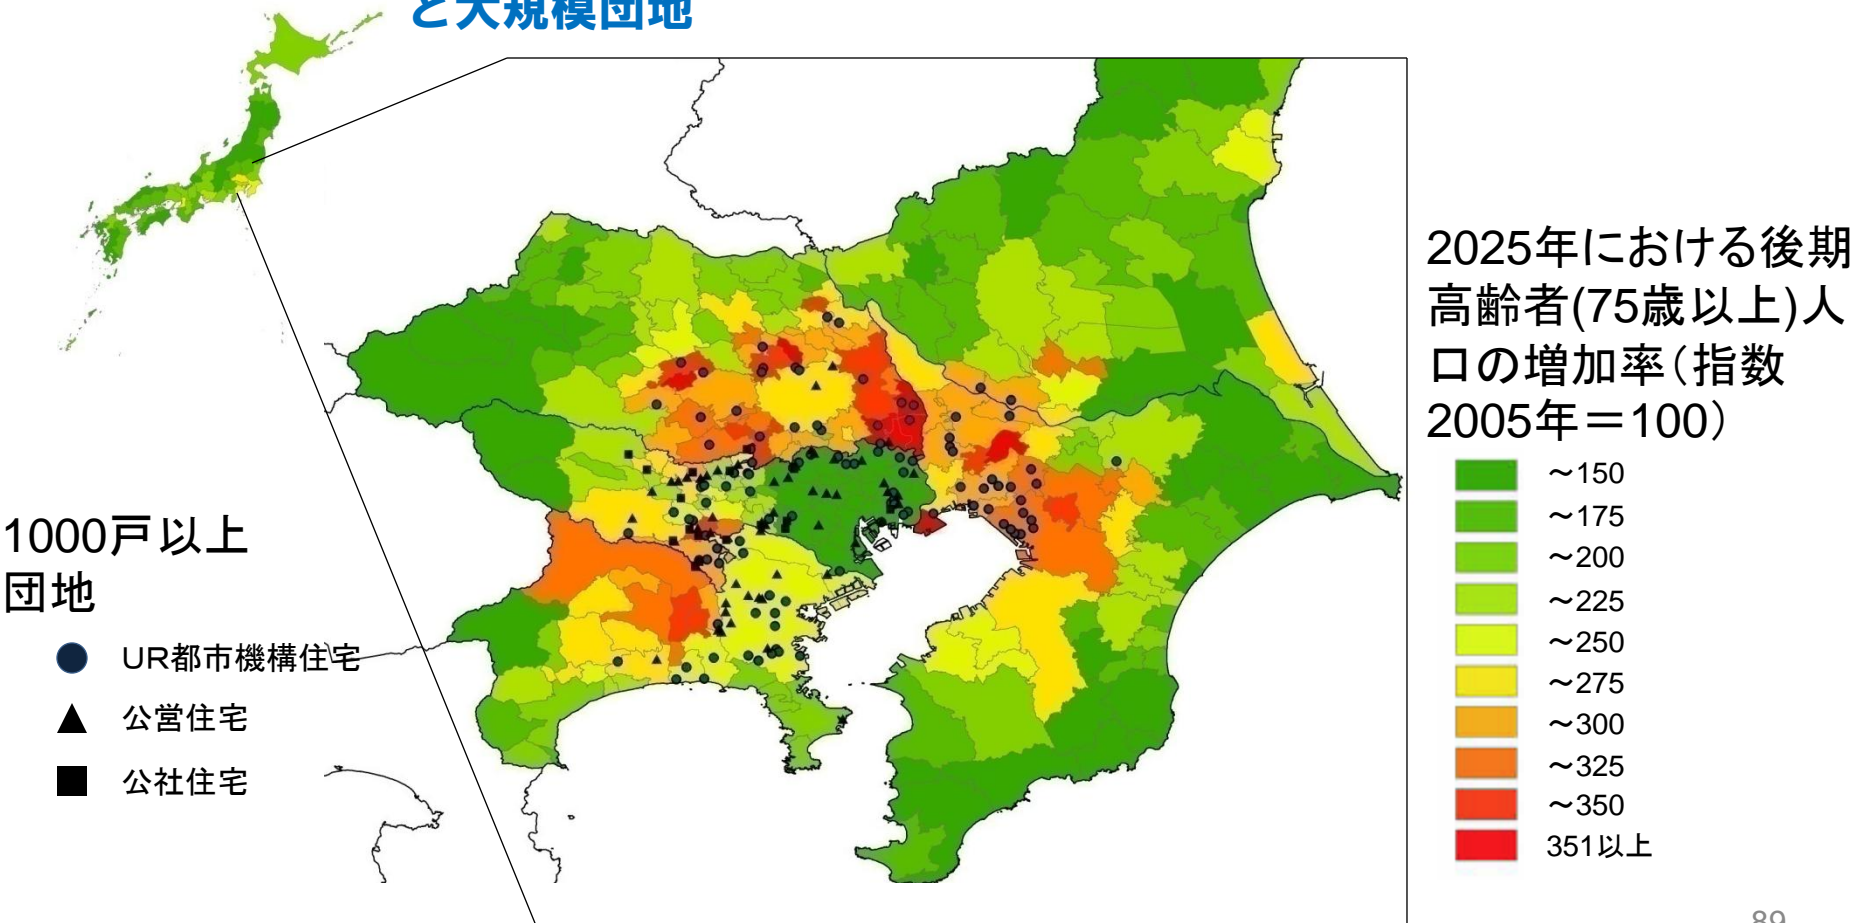 と大規模団地
2025年における後期
高齢者(75歳以上)人
口の増加率（指数
2005年＝100）
～150
～175
～200
～225
～250
～275
～300
～325
～350
351以上
1000戸以上
団地
UR都市機構住宅
公営住宅
公社住宅
89